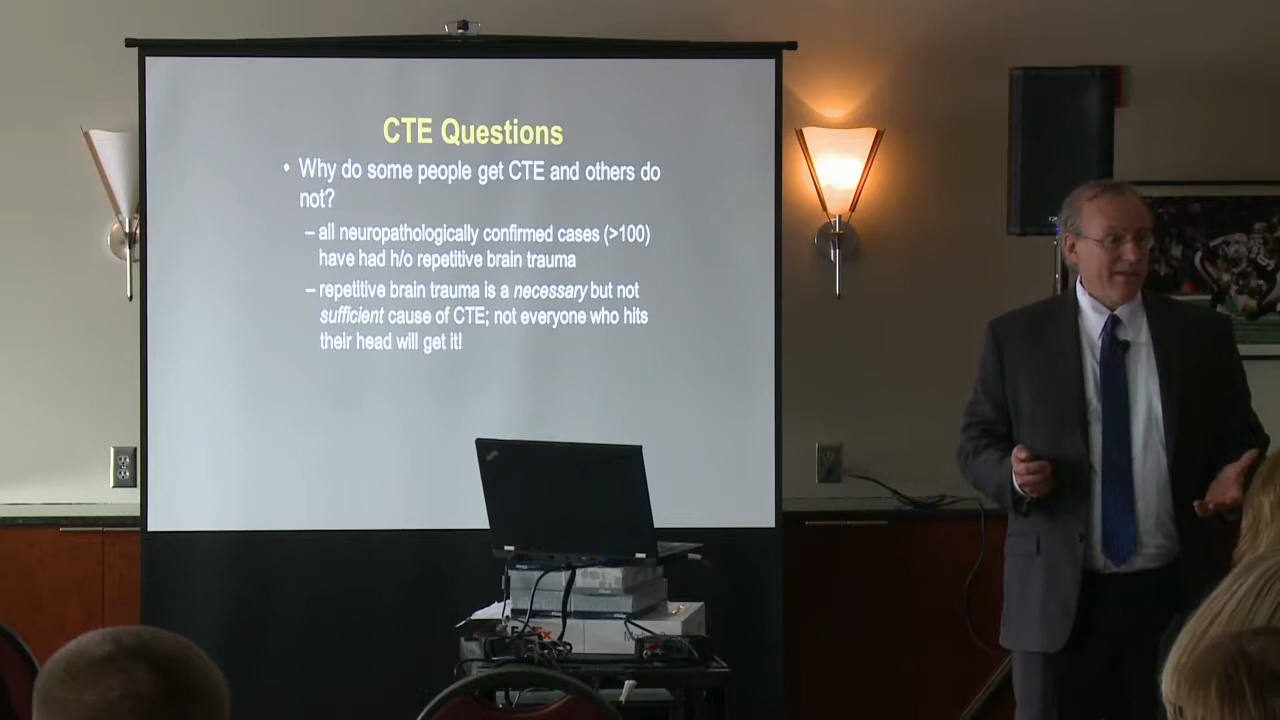 CTE Questions
• Why do some people get CTE and others do
not?
– all neuropathologically confirmed cases (>100)
have had h/o repetitive brain trauma
– repetitive brain trauma is a necessary but not
sufficient cause of CTE; not everyone who hits
their head will get it!
FedEx